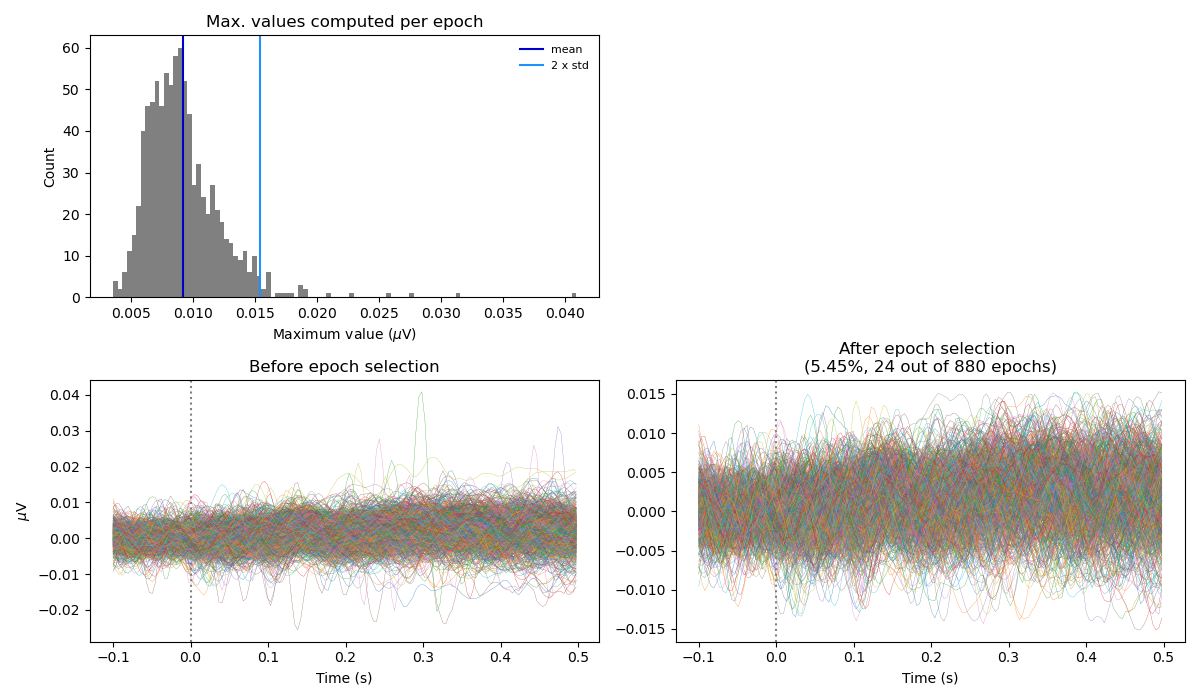 Max. values computed per epoch
60
50
40
30
20
10
0
Count
mean
2 x std
0.005 0.010 0.015 0.020 0.025 0.030 0.035 0.040
Maximum value (μV)
Before epoch selection
0.04
0.03
0.02
0.01
0.00
−0.01
−0.02
μV
−0.1 0.0 0.1 0.2 0.3 0.4 0.5
Time (s)
After epoch selection
(5.45%, 24 out of 880 epochs)
0.015
0.010
0.005
0.000
−0.005
−0.010
−0.015
−0.1 0.0 0.1 0.2 0.3 0.4 0.5
Time (s)